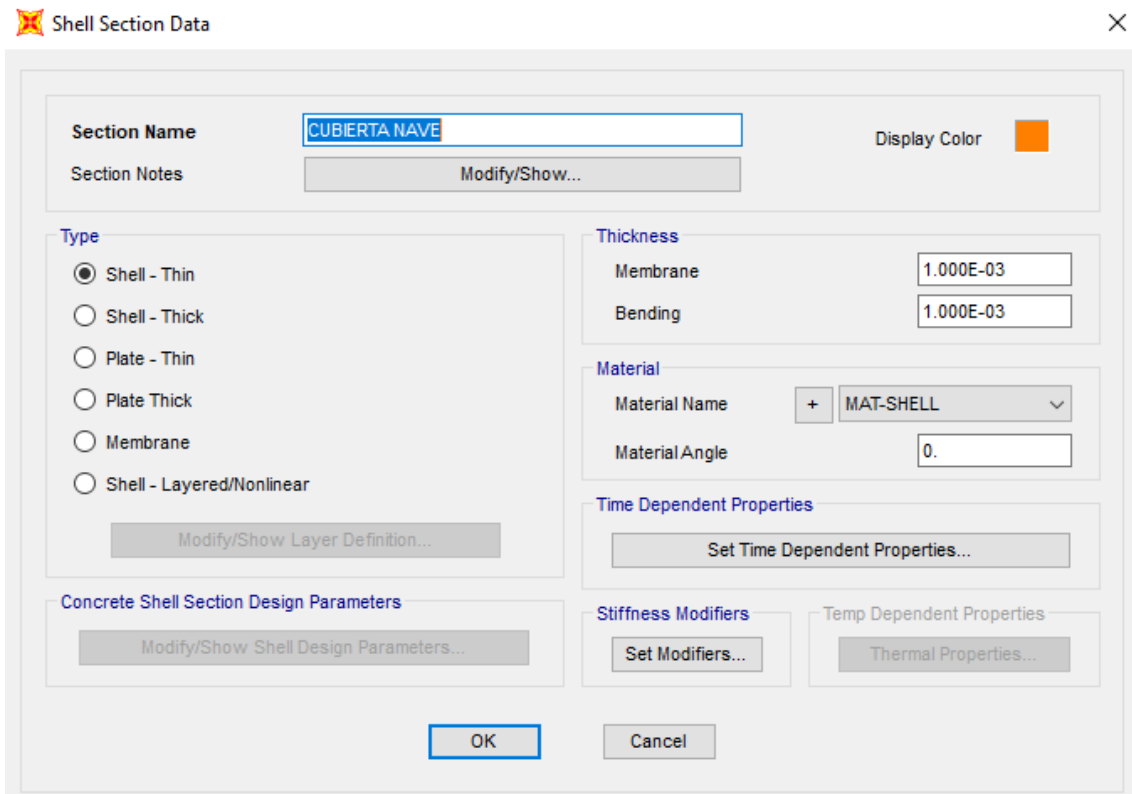 Shell Section Data
Section Name CUBIERTA NAVE Display Color
Section Notes Modify/Show...
Type
Shell - Thin
Shell - Thick
Plate - Thin
Plate Thick
Membrane
Shell - Layered/Nonlinear
Modify/Show Layer Definition...
Concrete Shell Section Design Parameters
Modify/Show Shell Design Parameters...
Thickness
Membrane 1.000E-03
Bending 1.000E-03
Material
Material Name + MAT-SHELL
Material Angle 0.
Time Dependent Properties
Set Time Dependent Properties...
Stiffness Modifiers
Set Modifiers...
Temp Dependent Properties
Thermal Properties...
OK Cancel